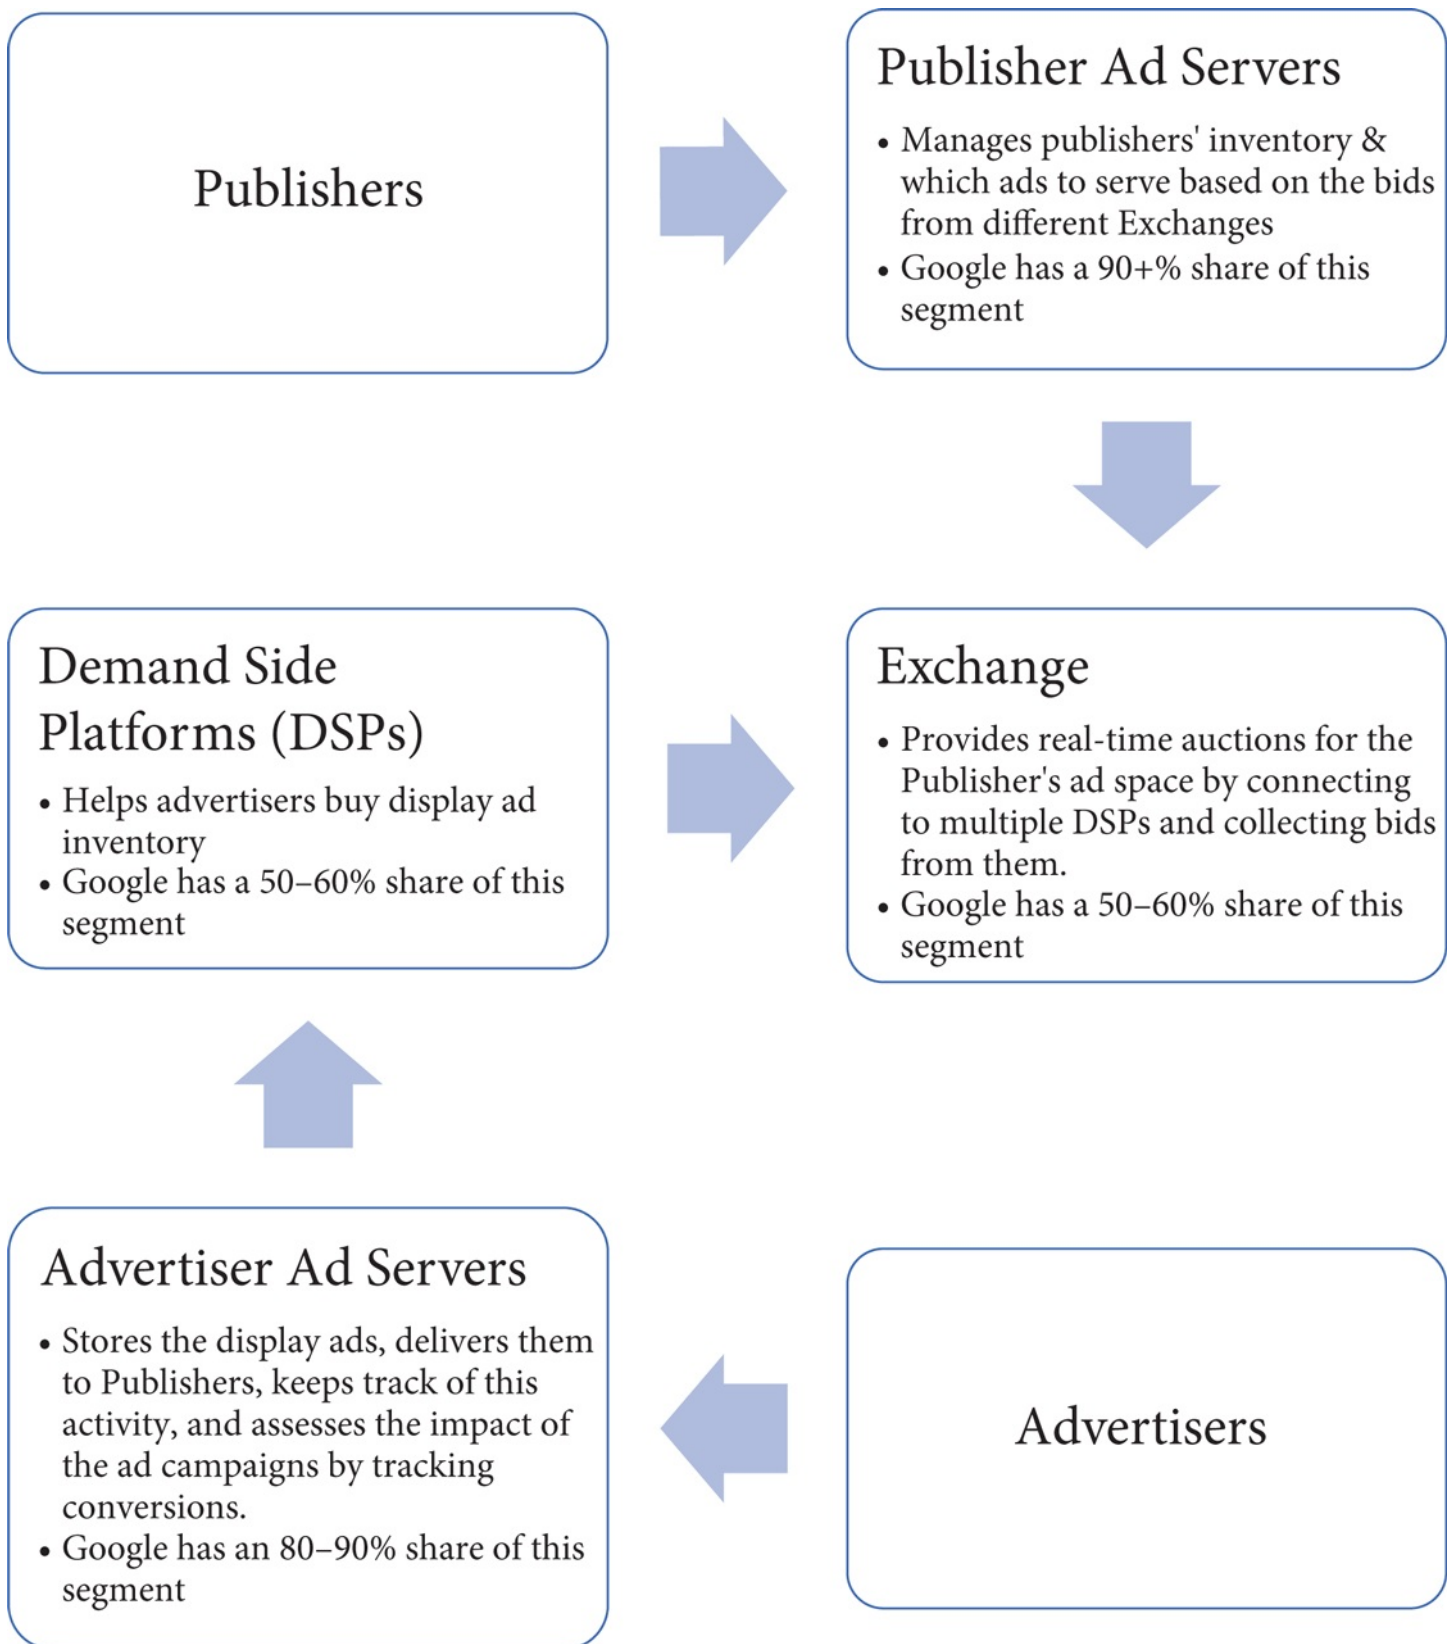 Publishers
Publisher Ad Servers
• Manages publishers' inventory &
which ads to serve based on the bids
from different Exchanges
• Google has a 90+% share of this
segment
Demand Side
Platforms (DSPs)
• Helps advertisers buy display ad
inventory
• Google has a 50–60% share of this
segment
Exchange
• Provides real-time auctions for the
Publisher's ad space by connecting
to multiple DSPs and collecting bids
from them.
• Google has a 50–60% share of this
segment
Advertiser Ad Servers
• Stores the display ads, delivers them
to Publishers, keeps track of this
activity, and assesses the impact of
the ad campaigns by tracking
conversions.
• Google has an 80–90% share of this
segment
Advertisers